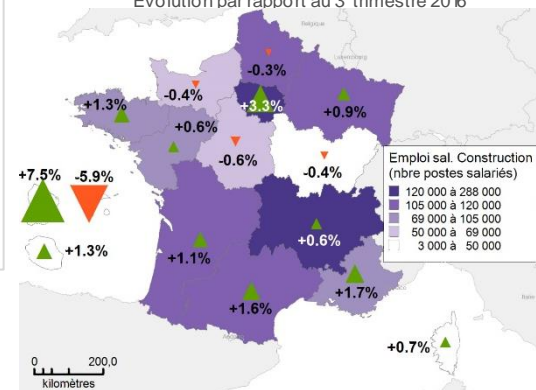 Evolution par rapport au 3 trimestre 2016
Belgique
Luxembourg
-0.3%
-0.4%
+3.3%
+1.3%
+0.9%
+0.6%
-0.6%
-0.4%
Emploi sal. Construction
(nbre postes salariés)
120 000 à 288 000
105 000 à 120 000
69 000 à 105 000
50 000 à 69 000
3 000 à 50 000
+7.5% -5.9%
+1.3%
+0.6%
+1.1%
+1.7%
+1.6%
+0.7%
0 200,0
kilomètres